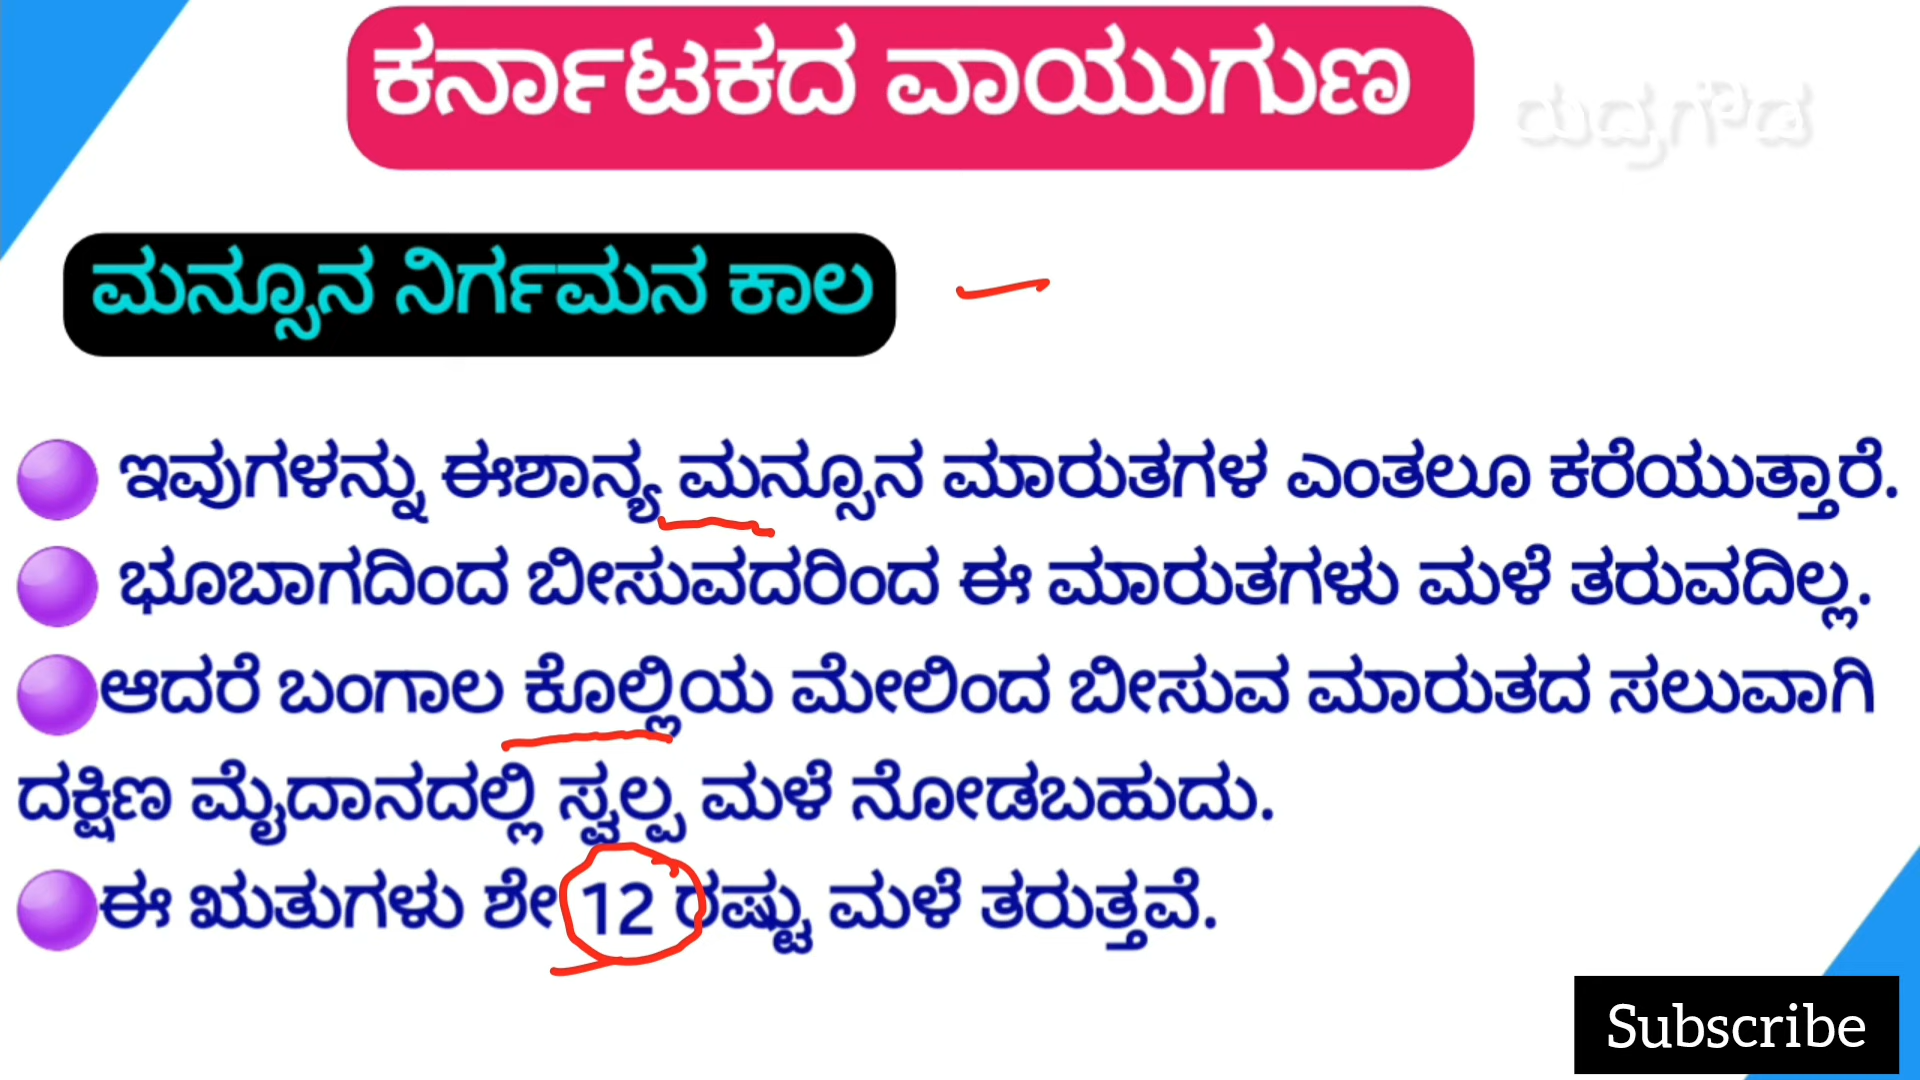 ಕರ್ನಾಟಕದ ವಾಯುಗುಣ
ರುದ್ರಗೌಡ
ಮನ್ಸೂನ ನಿರ್ಗಮನ ಕಾಲ
ಇವುಗಳನ್ನು ಈಶಾನ್ಯ ಮನ್ಸೂನ ಮಾರುತಗಳ ಎಂತಲೂ ಕರೆಯುತ್ತಾರೆ.
ಭೂಬಾಗದಿಂದ ಬೀಸುವದರಿಂದ ಈ ಮಾರುತಗಳು ಮಳೆ ತರುವದಿಲ್ಲ.
ಆದರೆ ಬಂಗಾಲ ಕೊಲ್ಲಿಯ ಮೇಲಿಂದ ಬೀಸುವ ಮಾರುತದ ಸಲುವಾಗಿ
ದಕ್ಷಿಣ ಮೈದಾನದಲ್ಲಿ ಸ್ವಲ್ಪ ಮಳೆ ನೋಡಬಹುದು.
ಈ ಋತುಗಳು ಶೇ 12 ರಷ್ಟು ಮಳೆ ತರುತ್ತವೆ.
Subscribe